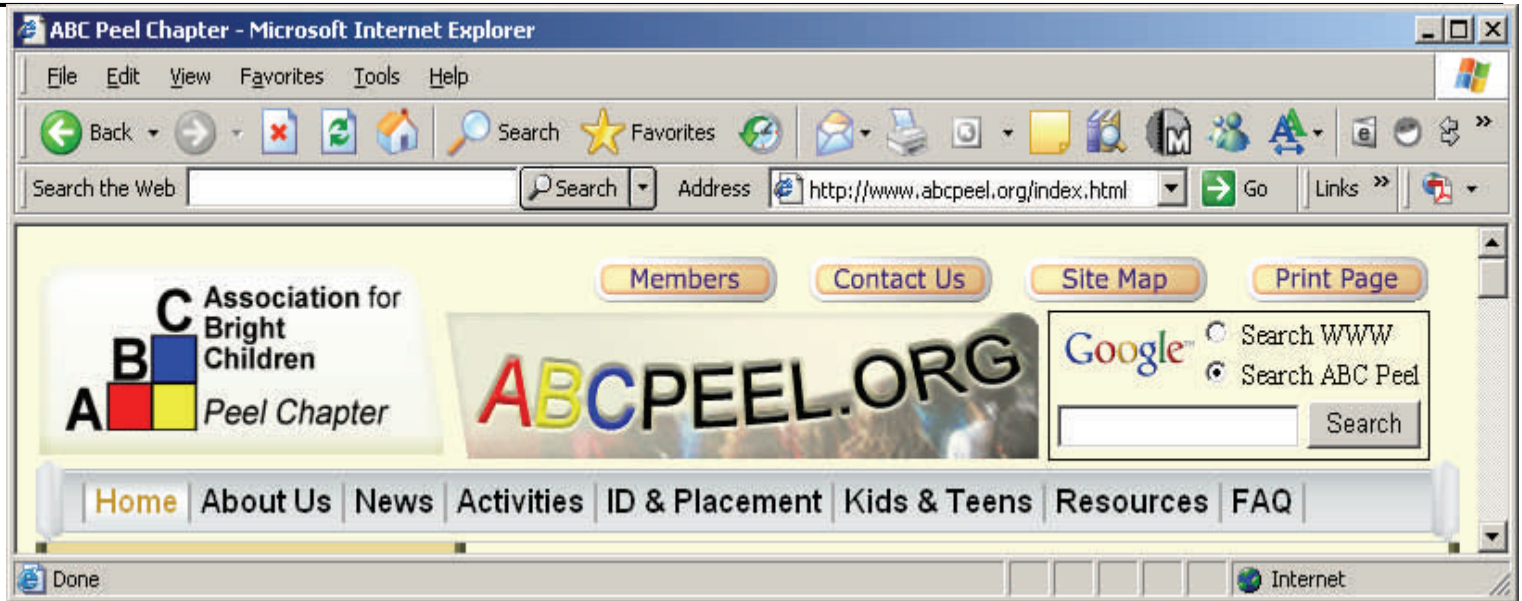 ABC Peel Chapter - Microsoft Internet Explorer
File Edit View Favorites Tools Help
Back Search Favorites
Search the Web Search Address http://www.abcpeel.org/index.html Go Links »
Members Contact Us Site Map Print Page
A B C Association for
Bright
Children
Peel Chapter
ABCPEEL.ORG
Google™ Search WWW
Search ABC Peel
Search
Home About Us News Activities ID & Placement Kids & Teens Resources FAQ
Done Internet